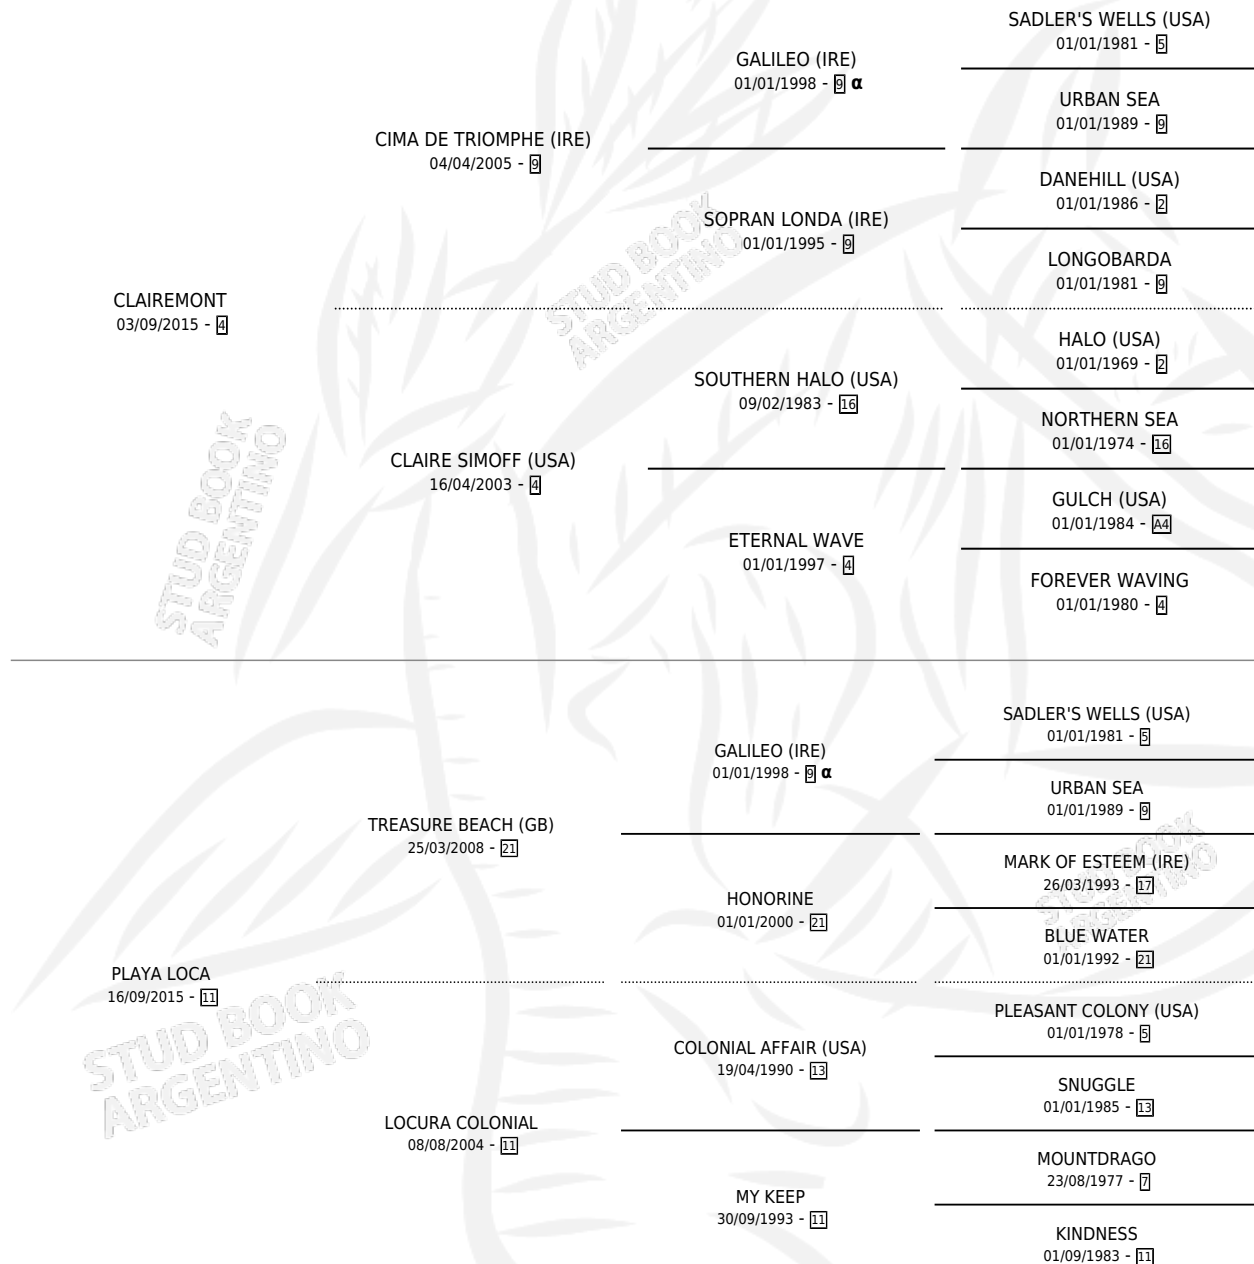 SADLER'S WELLS (USA)
01/01/1981 - 5
GALILEO (IRE)
01/01/1998 - 9 α
URBAN SEA
01/01/1989 - 9
CIMA DE TRIOMPHE (IRE)
04/04/2005 - 9
DANEHILL (USA)
01/01/1986 - 2
SOPRAN LONDA (IRE)
01/01/1995 - 9
LONGOBARDA
01/01/1981 - 9
CLAIREMONT
03/09/2015 - 4
HALO (USA)
01/01/1969 - 2
SOUTHERN HALO (USA)
09/02/1983 - 16
NORTHERN SEA
01/01/1974 - 16
CLAIRE SIMOFF (USA)
16/04/2003 - 4
GULCH (USA)
01/01/1984 - A4
ETERNAL WAVE
01/01/1997 - 4
FOREVER WAVING
01/01/1980 - 4
STUD BOOK
ARGENTINO
STUD BOOK
ARGENTINO
SADLER'S WELLS (USA)
01/01/1981 - 5
GALILEO (IRE)
01/01/1998 - 9 α
URBAN SEA
01/01/1989 - 9
TREASURE BEACH (GB)
25/03/2008 - 21
MARK OF ESTEEM (IRE)
26/03/1993 - 17
HONORINE
01/01/2000 - 21
BLUE WATER
01/01/1992 - 21
PLAYA LOCA
16/09/2015 - 11
PLEASANT COLONY (USA)
01/01/1978 - 5
COLONIAL AFFAIR (USA)
19/04/1990 - 13
SNUGGLE
01/01/1985 - 13
LOCURA COLONIAL
08/08/2004 - 11
MOUNTDRAGO
23/08/1977 - 7
MY KEEP
30/09/1993 - 11
KINDNESS
01/09/1983 - 11
STUD BOOK
ARGENTINO
STUD BOOK
ARGENTINO